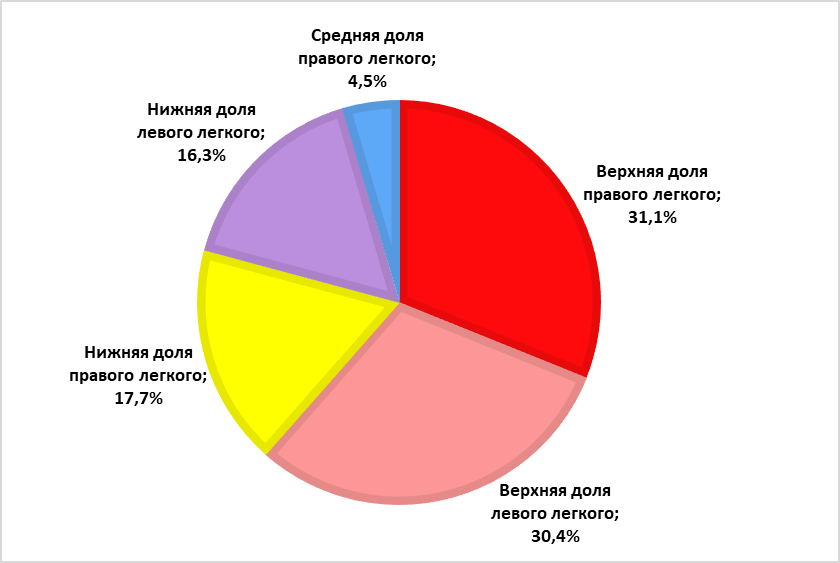 Средняя доля
правого легкого;
4,5%
Нижняя доля
левого легкого;
16,3%
Верхняя доля
правого легкого;
31,1%
Нижняя доля
правого легкого;
17,7%
Верхняя доля
левого легкого;
30,4%